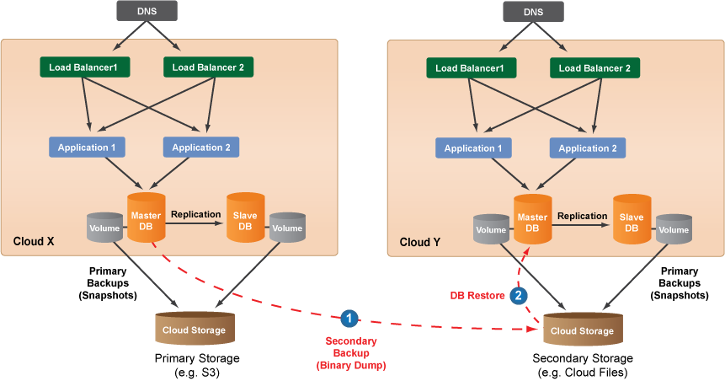 DNS
Load Balancer1
Load Balancer 2
Application 1
Application 2
Master
DB
Replication
Slave
DB
Volume
Volume
Cloud X
Primary
Backups
(Snapshots)
Cloud Storage
Primary Storage
(e.g. S3)
1
Secondary
Backup
(Binary Dump)
DNS
Load Balancer1
Load Balancer 2
Application 1
Application 2
Master
DB
Replication
Slave
DB
Volume
Volume
Cloud Y
DB Restore
2
Primary
Backups
(Snapshots)
Cloud Storage
Secondary Storage
(e.g. Cloud Files)